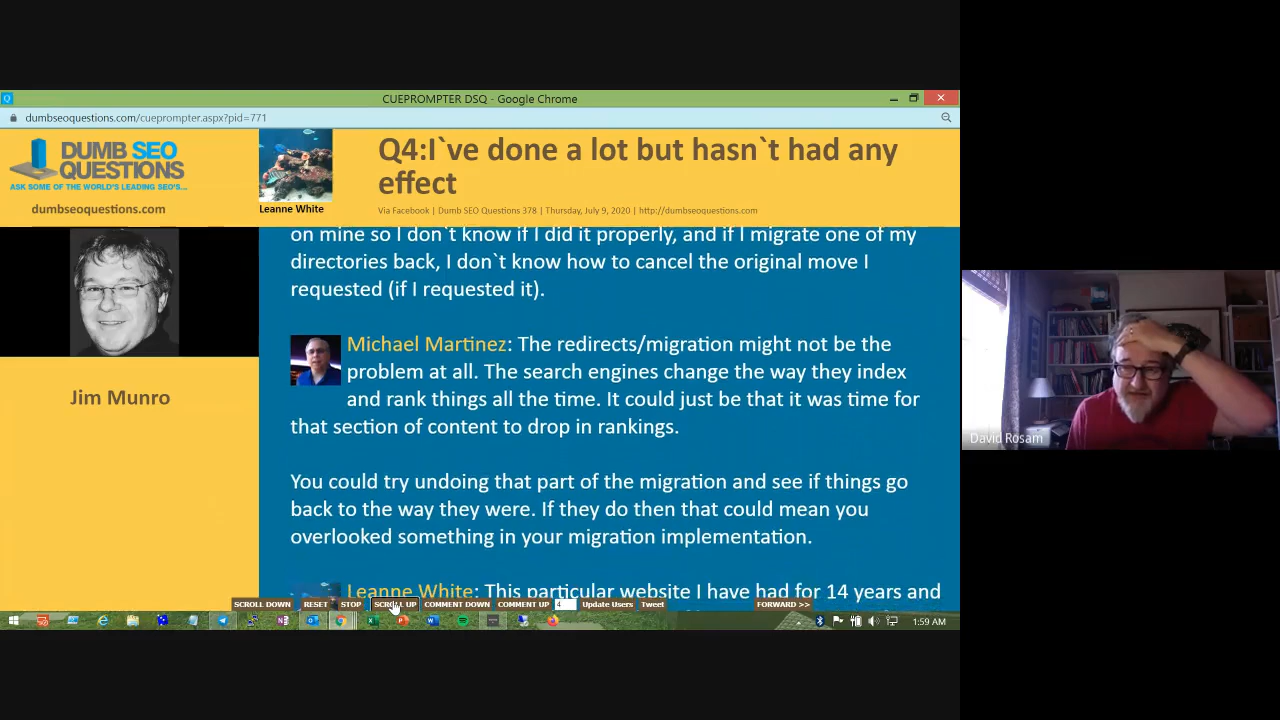 CUEPROMPTER DSQ - Google Chrome
dumbseoquestions.com/cueprompter.aspx?pid=771
DUMB SEO
QUESTIONS
ASK SOME OF THE WORLD'S LEADING SEO'S...
dumbseoquestions.com
Leanne White
Q4:I`ve done a lot but hasn`t had any
effect
Via Facebook | Dumb SEO Questions 378 | Thursday, July 9, 2020 | http://dumbseoquestions.com
Jim Munro
on mine so I don`t know if I did it properly, and if I migrate one of my
directories back, I don`t know how to cancel the original move I
requested (if I requested it).
Michael Martinez: The redirects/migration might not be the
problem at all. The search engines change the way they index
and rank things all the time. It could just be that it was time for
that section of content to drop in rankings.
You could try undoing that part of the migration and see if things go
back to the way they were. If they do then that could mean you
overlooked something in your migration implementation.
Leanne White: This particular website I have had for 14 years and
SCROLL DOWN RESET STOP SCROLL UP COMMENT DOWN COMMENT UP 4 Update Users Tweet FORWARD >>
1:59 AM
David Rosam